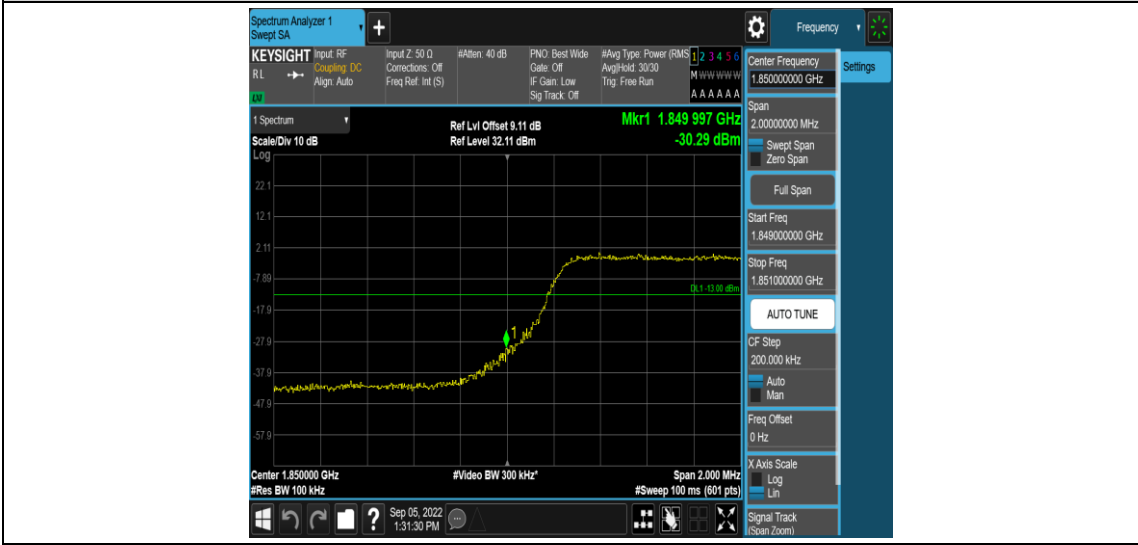 Spectrum Analyzer 1
Swept SA
+
Frequency
KEYSIGHT
RL
LM
Input: RF
Coupling: DC
Align: Auto
Input Z: 50 Ω
Corrections: Off
Freq Ref: Int (S)
#Atten: 40 dB
PNO: Best Wide
Gate: Off
IF Gain: Low
Sig Track: Off
#Avg Type: Power (RMS
Avg|Hold: 30/30
Trig: Free Run
1 2 3 4 5 6
M W W W W W
A A A A A A
1 Spectrum
Scale/Div 10 dB
Log
Ref Lvl Offset 9.11 dB
Ref Level 32.11 dBm
Mkr1 1.849 997 GHz
-30.29 dBm
22.1
12.1
2.11
-7.89
-17.9
-27.9
-37.9
-47.9
-57.9
DL1 -13.00 dBm
1
Center 1.850000 GHz
#Res BW 100 kHz
#Video BW 300 kHz*
Span 2.000 MHz
#Sweep 100 ms (601 pts)
?
Sep 05, 2022
1:31:30 PM
Center Frequency
1.850000000 GHz
Settings
Span
2.00000000 MHz
Swept Span
Zero Span
Full Span
Start Freq
1.849000000 GHz
Stop Freq
1.851000000 GHz
AUTO TUNE
CF Step
200.000 kHz
Auto
Man
Freq Offset
0 Hz
X Axis Scale
Log
Lin
Signal Track
(Span Zoom)